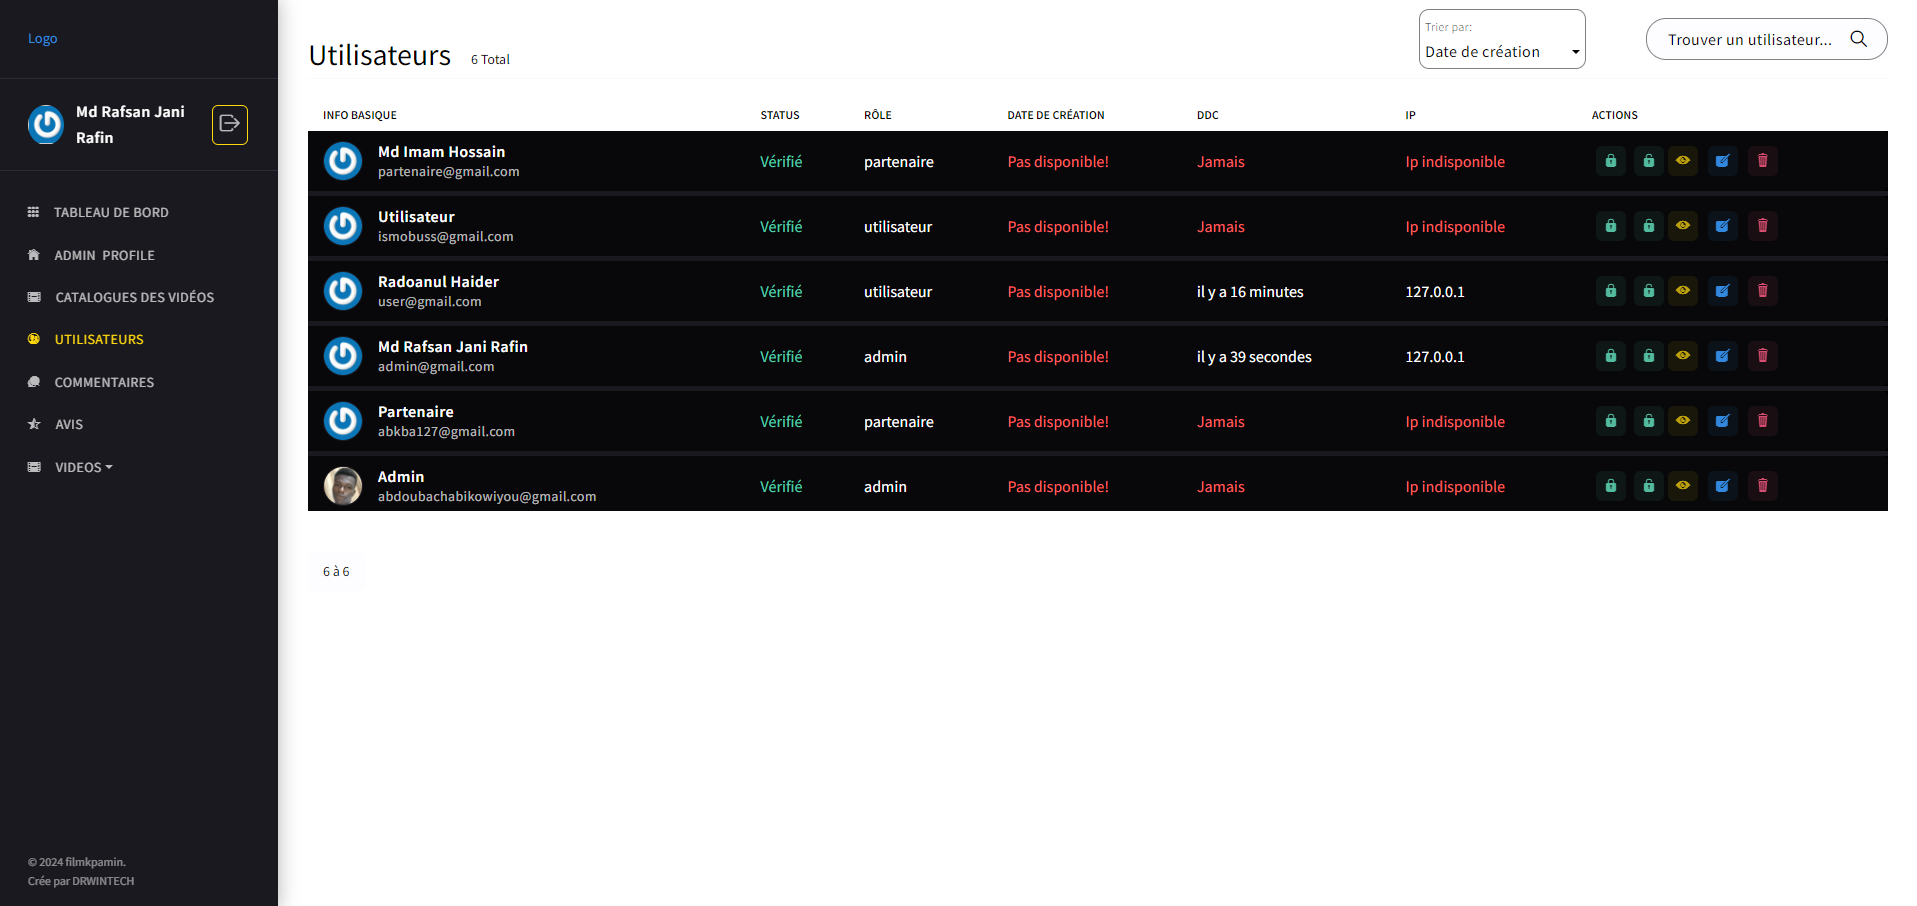 Logo
Md Rafsan Jani
Rafin
TABLEAU DE BORD
ADMIN PROFILE
CATALOGUES DES VIDÉOS
UTILISATEURS
COMMENTAIRES
AVIS
VIDEOS
© 2024 filmkpamin.
Crée par DRWINTECH
Utilisateurs 6 Total
Trier par:
Date de création
Trouver un utilisateur...
INFO BASIQUE STATUS RÔLE DATE DE CRÉATION DDC IP ACTIONS
Md Imam Hossain
partenaire@gmail.com
Vérifié partenaire Pas disponible! Jamais Ip indisponible
Utilisateur
ismobuss@gmail.com
Vérifié utilisateur Pas disponible! Jamais Ip indisponible
Radoanul Haider
user@gmail.com
Vérifié utilisateur Pas disponible! il y a 16 minutes 127.0.0.1
Md Rafsan Jani Rafin
admin@gmail.com
Vérifié admin Pas disponible! il y a 39 secondes 127.0.0.1
Partenaire
abkba127@gmail.com
Vérifié partenaire Pas disponible! Jamais Ip indisponible
Admin
abdoubachabikowiyou@gmail.com
Vérifié admin Pas disponible! Jamais Ip indisponible
6 à 6